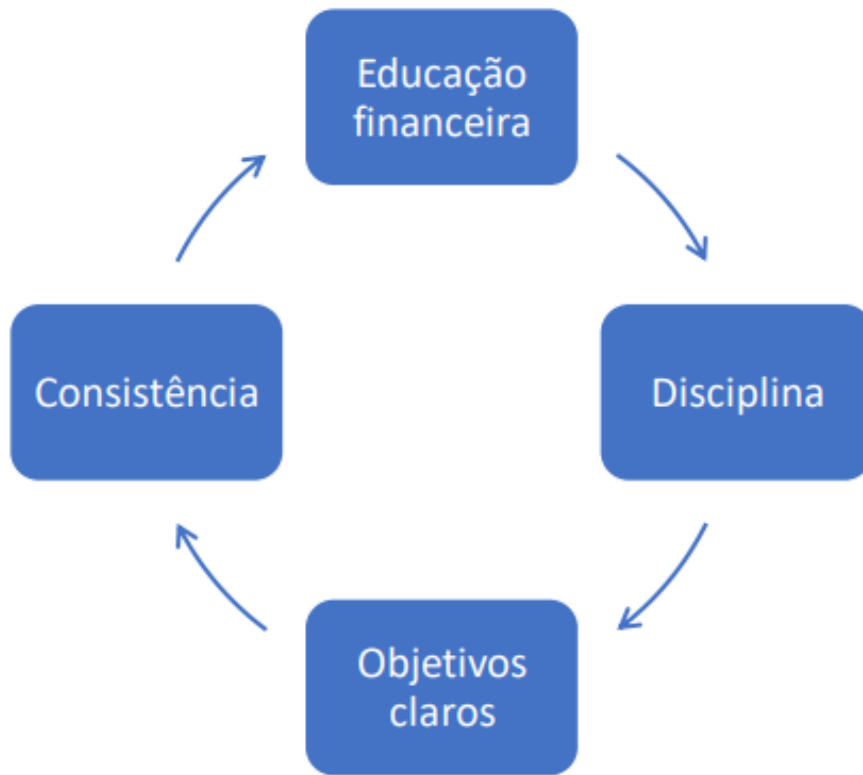 Educação
financeira
Consistência
Disciplina
Objetivos
claros